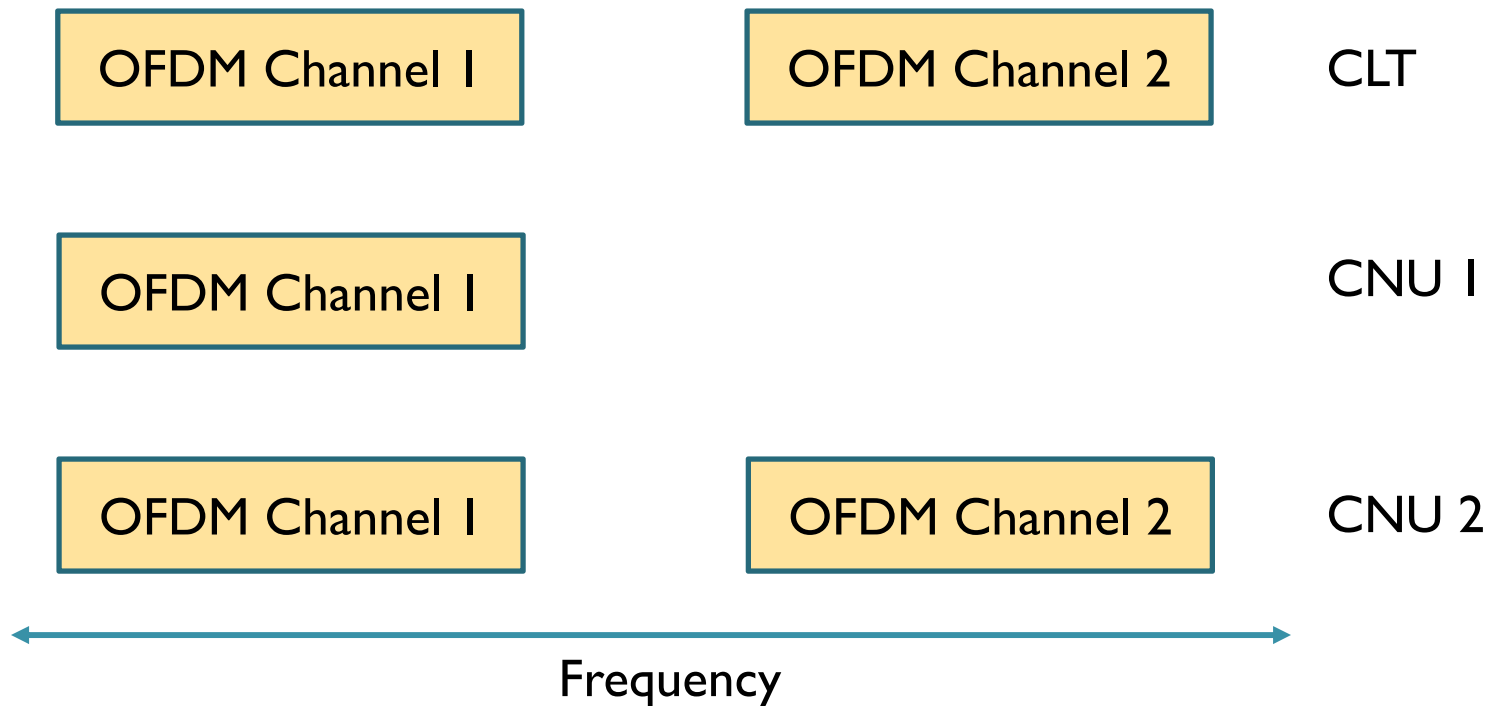 OFDM Channel 1 OFDM Channel 2 CLT
OFDM Channel 1 CNU 1
OFDM Channel 1 OFDM Channel 2 CNU 2
Frequency